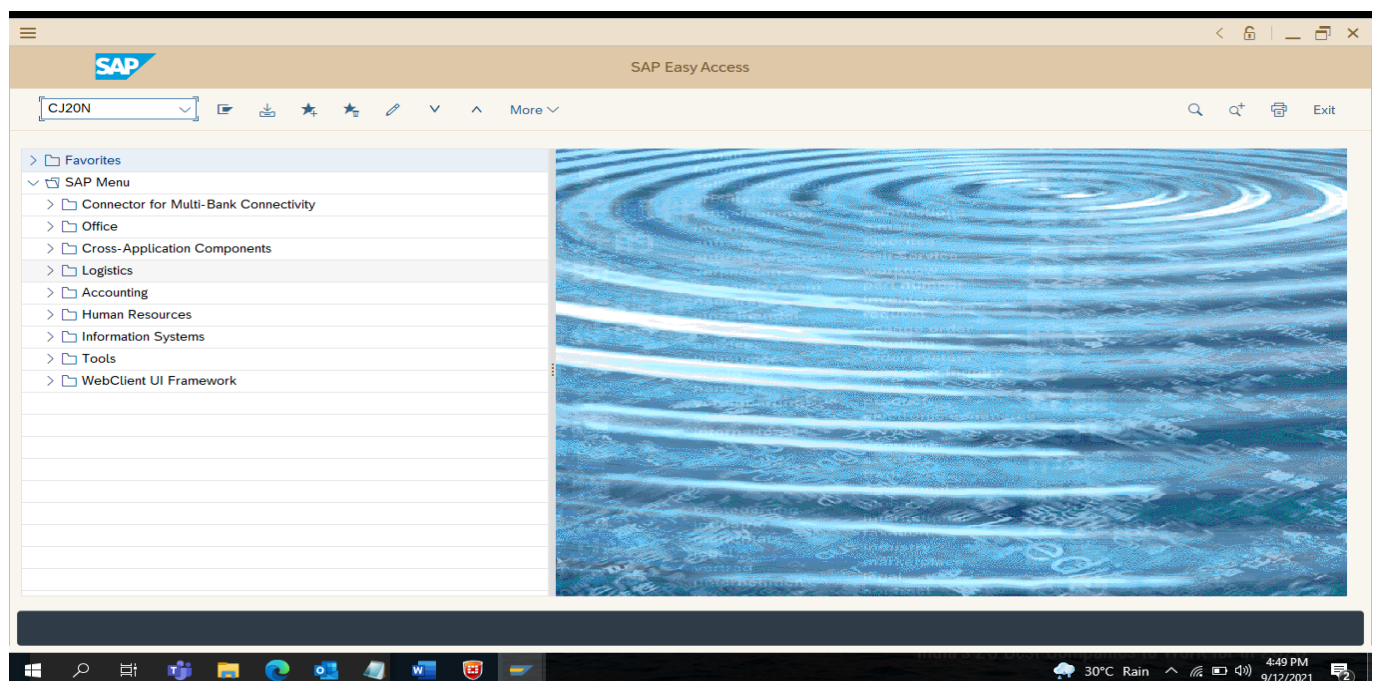 SAP
SAP Easy Access
CJ20N
More
Exit
Favorites
SAP Menu
Connector for Multi-Bank Connectivity
Office
Cross-Application Components
Logistics
Accounting
Human Resources
Information Systems
Tools
WebClient UI Framework
30°C Rain
4:49 PM
9/12/2021
2